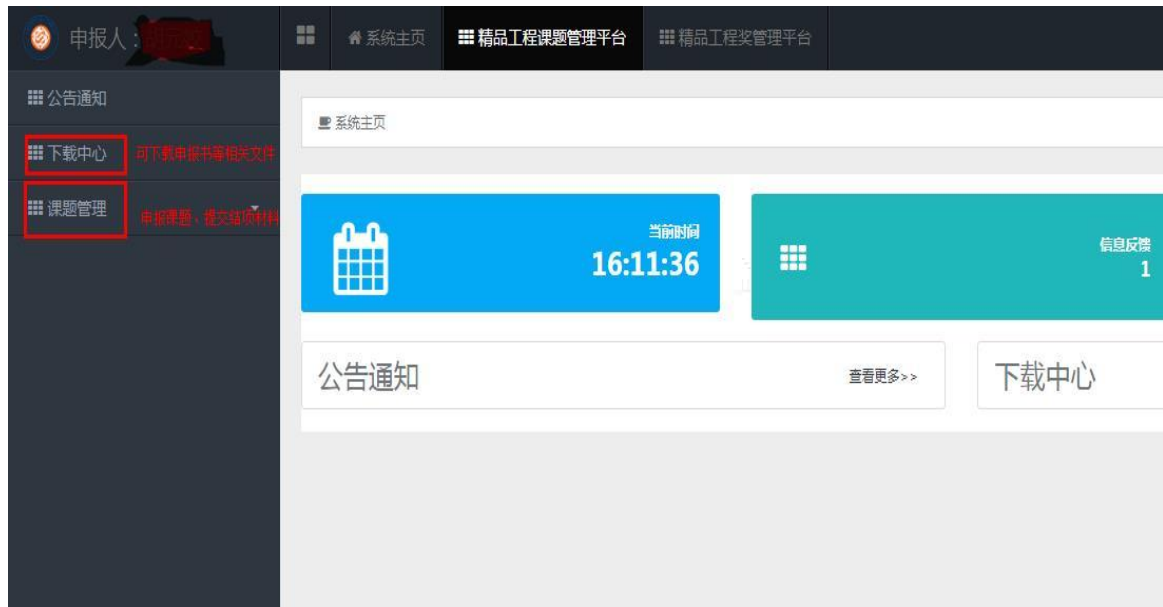 申报人:
系统主页
精品工程课题管理平台
精品工程奖管理平台
公告通知
系统主页
下载中心
可下载申报书等相关文件
课题管理
申报课题、提交结项材料
当前时间
16:11:36
信息反馈
1
公告通知
查看更多>>
下载中心